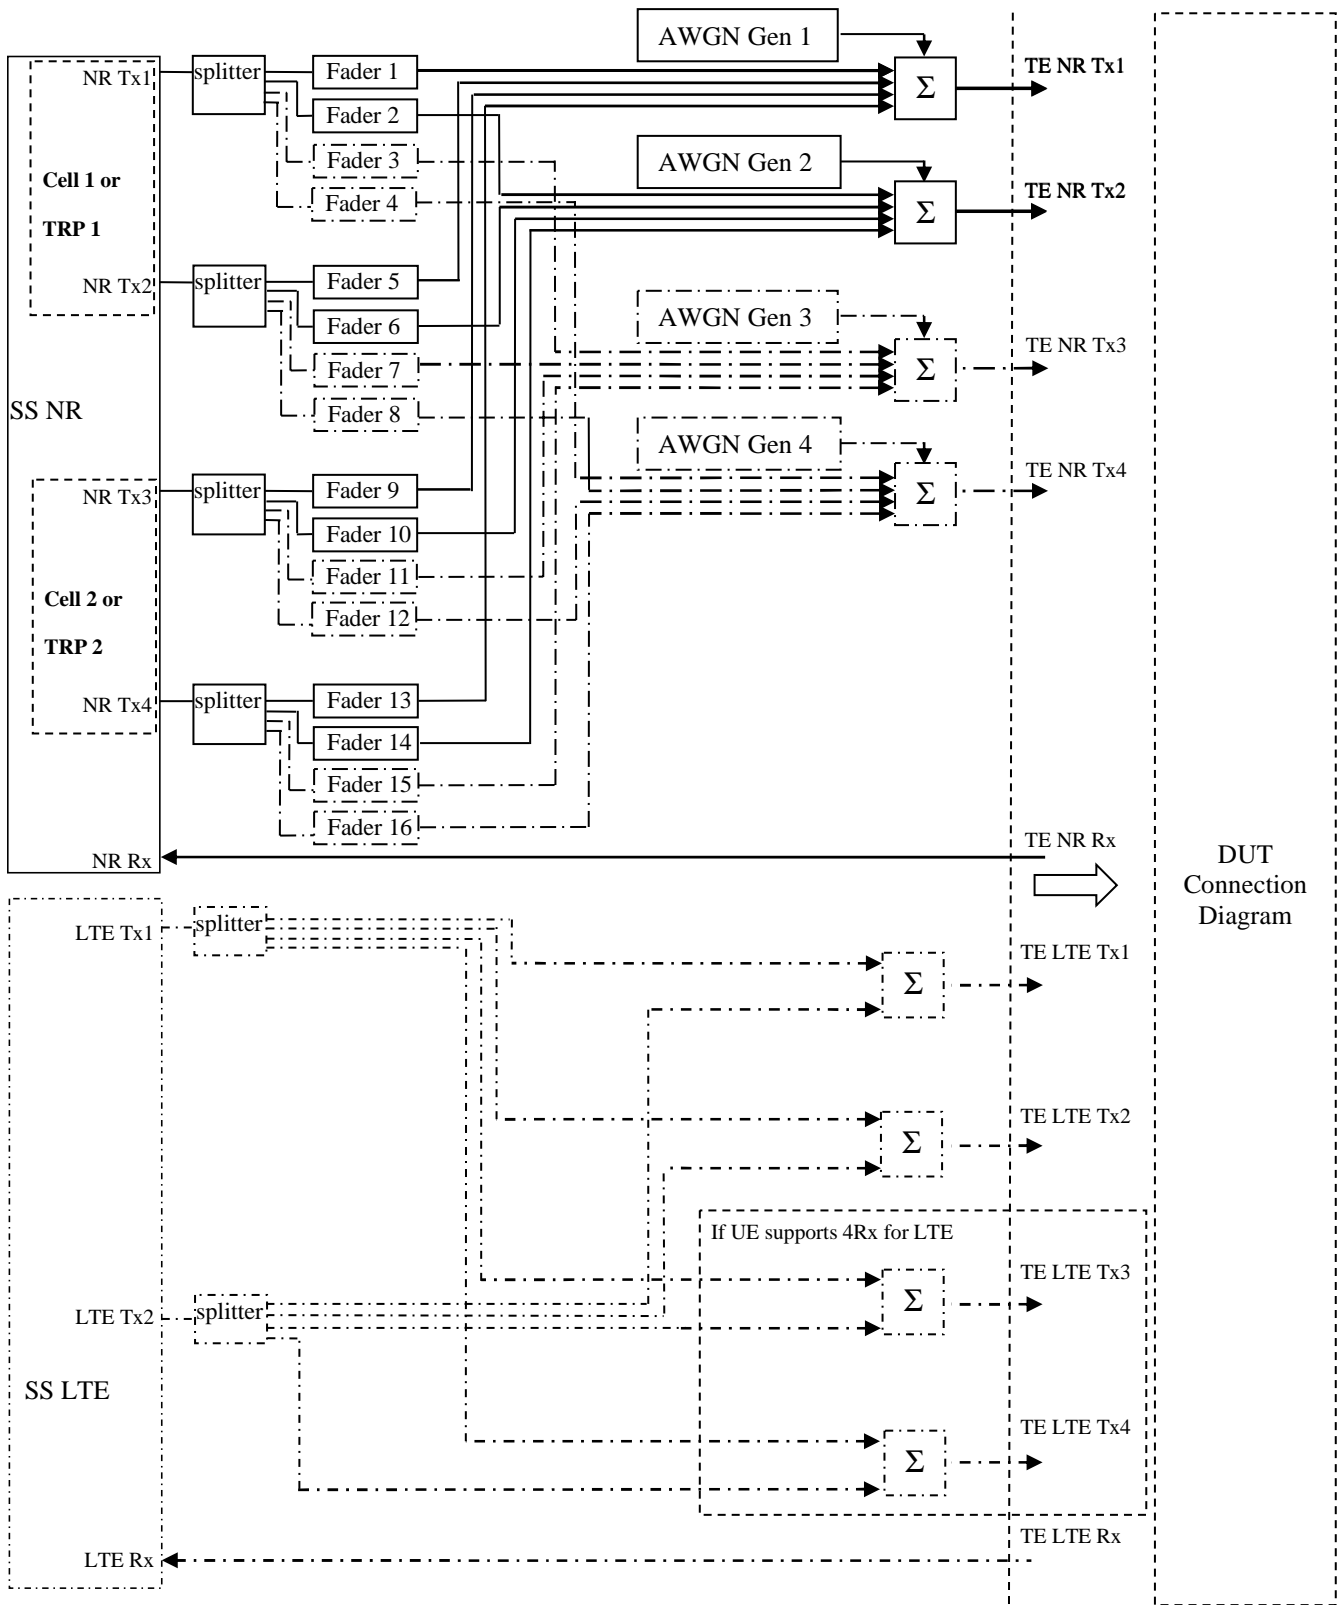 AWGN Gen 1
NR Tx1
splitter
Fader 1
Σ
TE NR Tx1
Fader 2
Fader 3
Fader 4
AWGN Gen 2
Cell 1 or
TRP 1
Σ
TE NR Tx2
NR Tx2
splitter
Fader 5
Fader 6
Fader 7
Fader 8
AWGN Gen 3
Σ
TE NR Tx3
SS NR
AWGN Gen 4
Σ
TE NR Tx4
NR Tx3
splitter
Fader 9
Fader 10
Fader 11
Fader 12
Cell 2 or
TRP 2
NR Tx4
splitter
Fader 13
Fader 14
Fader 15
Fader 16
NR Rx
TE NR Rx
DUT
Connection
Diagram
LTE Tx1
splitter
Σ
TE LTE Tx1
Σ
TE LTE Tx2
If UE supports 4Rx for LTE
Σ
TE LTE Tx3
LTE Tx2
splitter
SS LTE
Σ
TE LTE Tx4
LTE Rx
TE LTE Rx